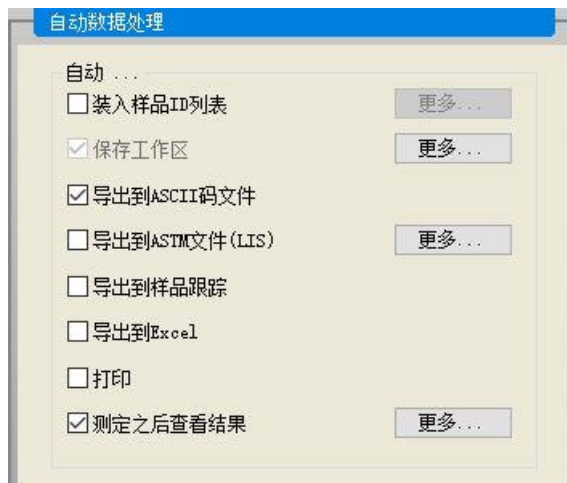 自动数据处理
自动 ...
装入样品ID列表 更多...
保存工作区 更多...
导出到ASCII码文件
导出到ASTM文件(LIS) 更多...
导出到样品跟踪
导出到Excel
打印
测定之后查看结果 更多...